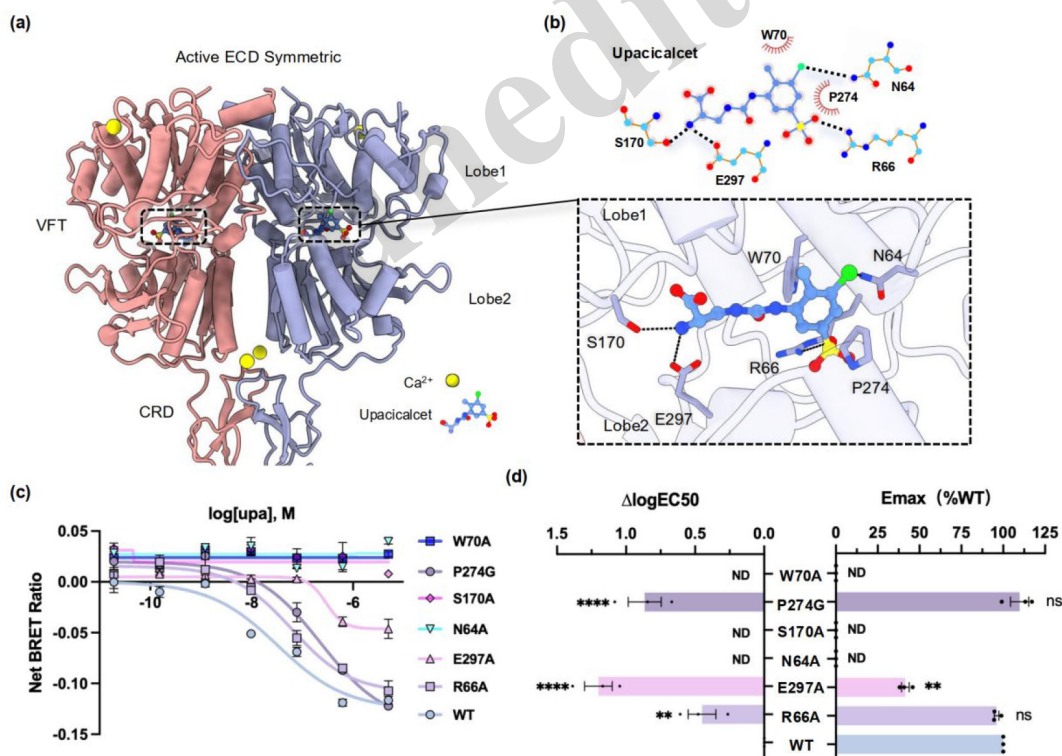 (a)
Active ECD Symmetric
Lobe1
VFT
Lobe2
Ca²⁺
CRD
Upacicalcet
(b)
Upacicalcet
W70
P274
N64
S170
E297
R66
Lobe1
W70
N64
S170
R66
P274
E297
Lobe2
(c)
log[upa], M
Net BRET Ratio
0.05
0.00
-0.05
-0.10
-0.15
-10
-8
-6
W70A
P274G
S170A
N64A
E297A
R66A
WT
(d)
ΔlogEC50
Emax (%WT)
1.5 1.0 0.5 0.0
0 25 50 75 100 125
ND W70A ND
**** P274G ns
ND S170A ND
ND N64A ND
**** E297A **
** R66A ns
WT